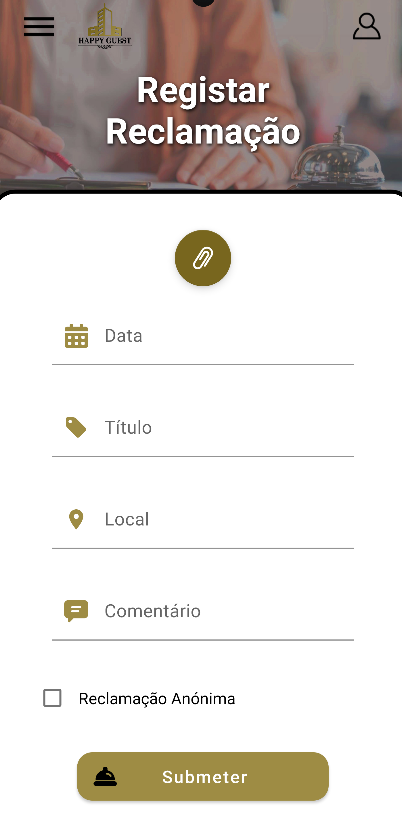 HAPPY GUEST
Registar
Reclamação
Data
Título
Local
Comentário
Reclamação Anónima
Submeter